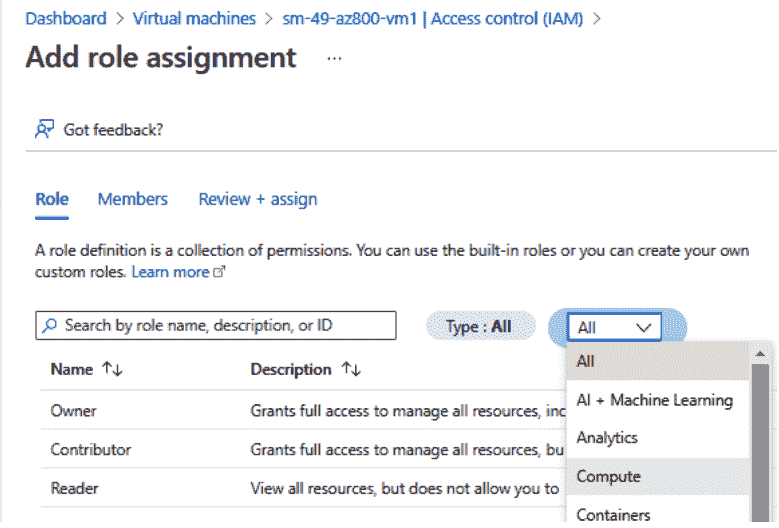 Dashboard > Virtual machines > sm-49-az800-vm1 | Access control (IAM) >
Add role assignment ...
Got feedback?
Role Members Review + assign
A role definition is a collection of permissions. You can use the built-in roles or you can create your own
custom roles. Learn more
Search by role name, description, or ID Type : All All
Name ↑↓ Description ↑↓ All
Owner Grants full access to manage all resources, inc AI + Machine Learning
Analytics
Contributor Grants full access to manage all resources, bu Compute
Reader View all resources, but does not allow you to Containers